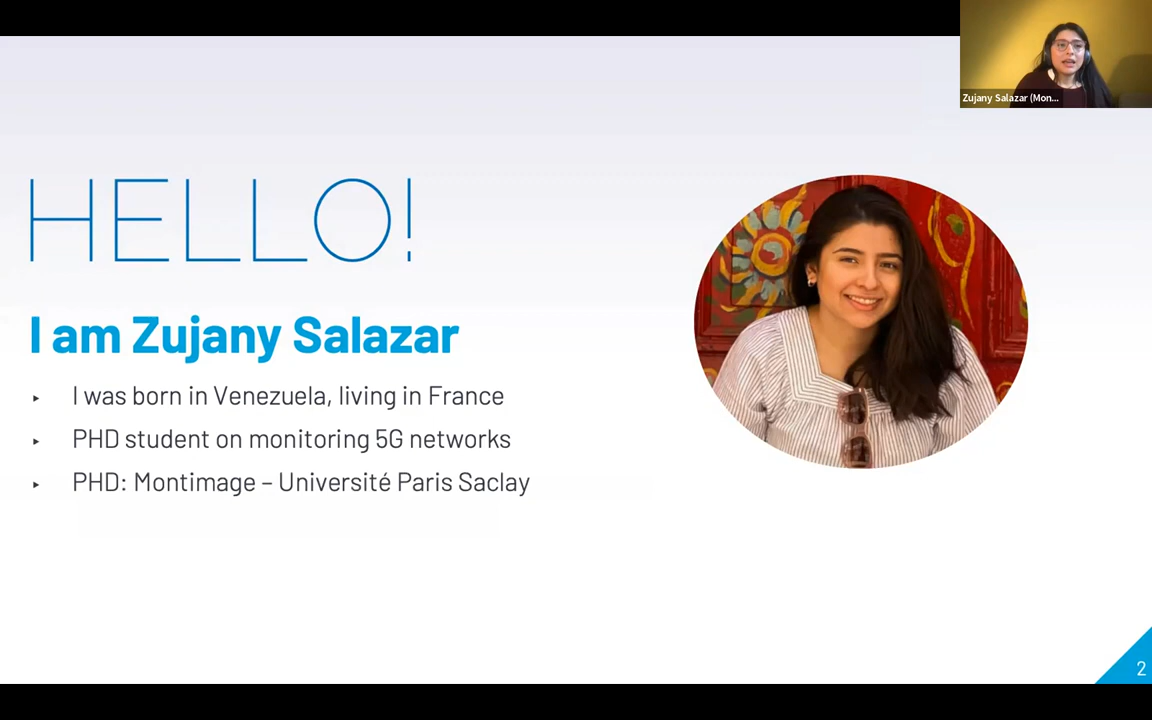 Zujany Salazar (Mon...
HELLO!
I am Zujany Salazar
▸ I was born in Venezuela, living in France
▸ PHD student on monitoring 5G networks
▸ PHD: Montimage – Université Paris Saclay
2